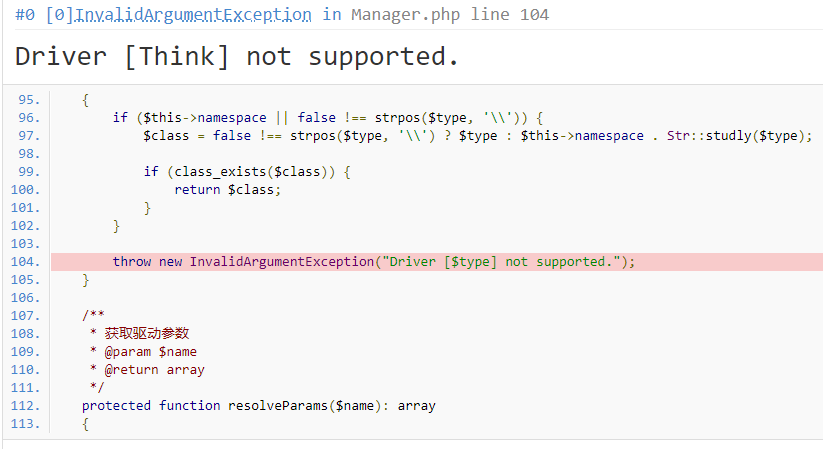 #0 [0]InvalidArgumentException in Manager.php line 104
Driver [Think] not supported.
95. {
96. if ($this->namespace || false !== strpos($type, '\\')) {
97. $class = false !== strpos($type, '\\') ? $type : $this->namespace . Str::studly($type);
98.
99. if (class_exists($class)) {
100. return $class;
101. }
102. }
103.
104. throw new InvalidArgumentException("Driver [$type] not supported.");
105. }
106.
107. /**
108. * 获取驱动参数
109. * @param $name
110. * @return array
111. */
112. protected function resolveParams($name): array
113. {